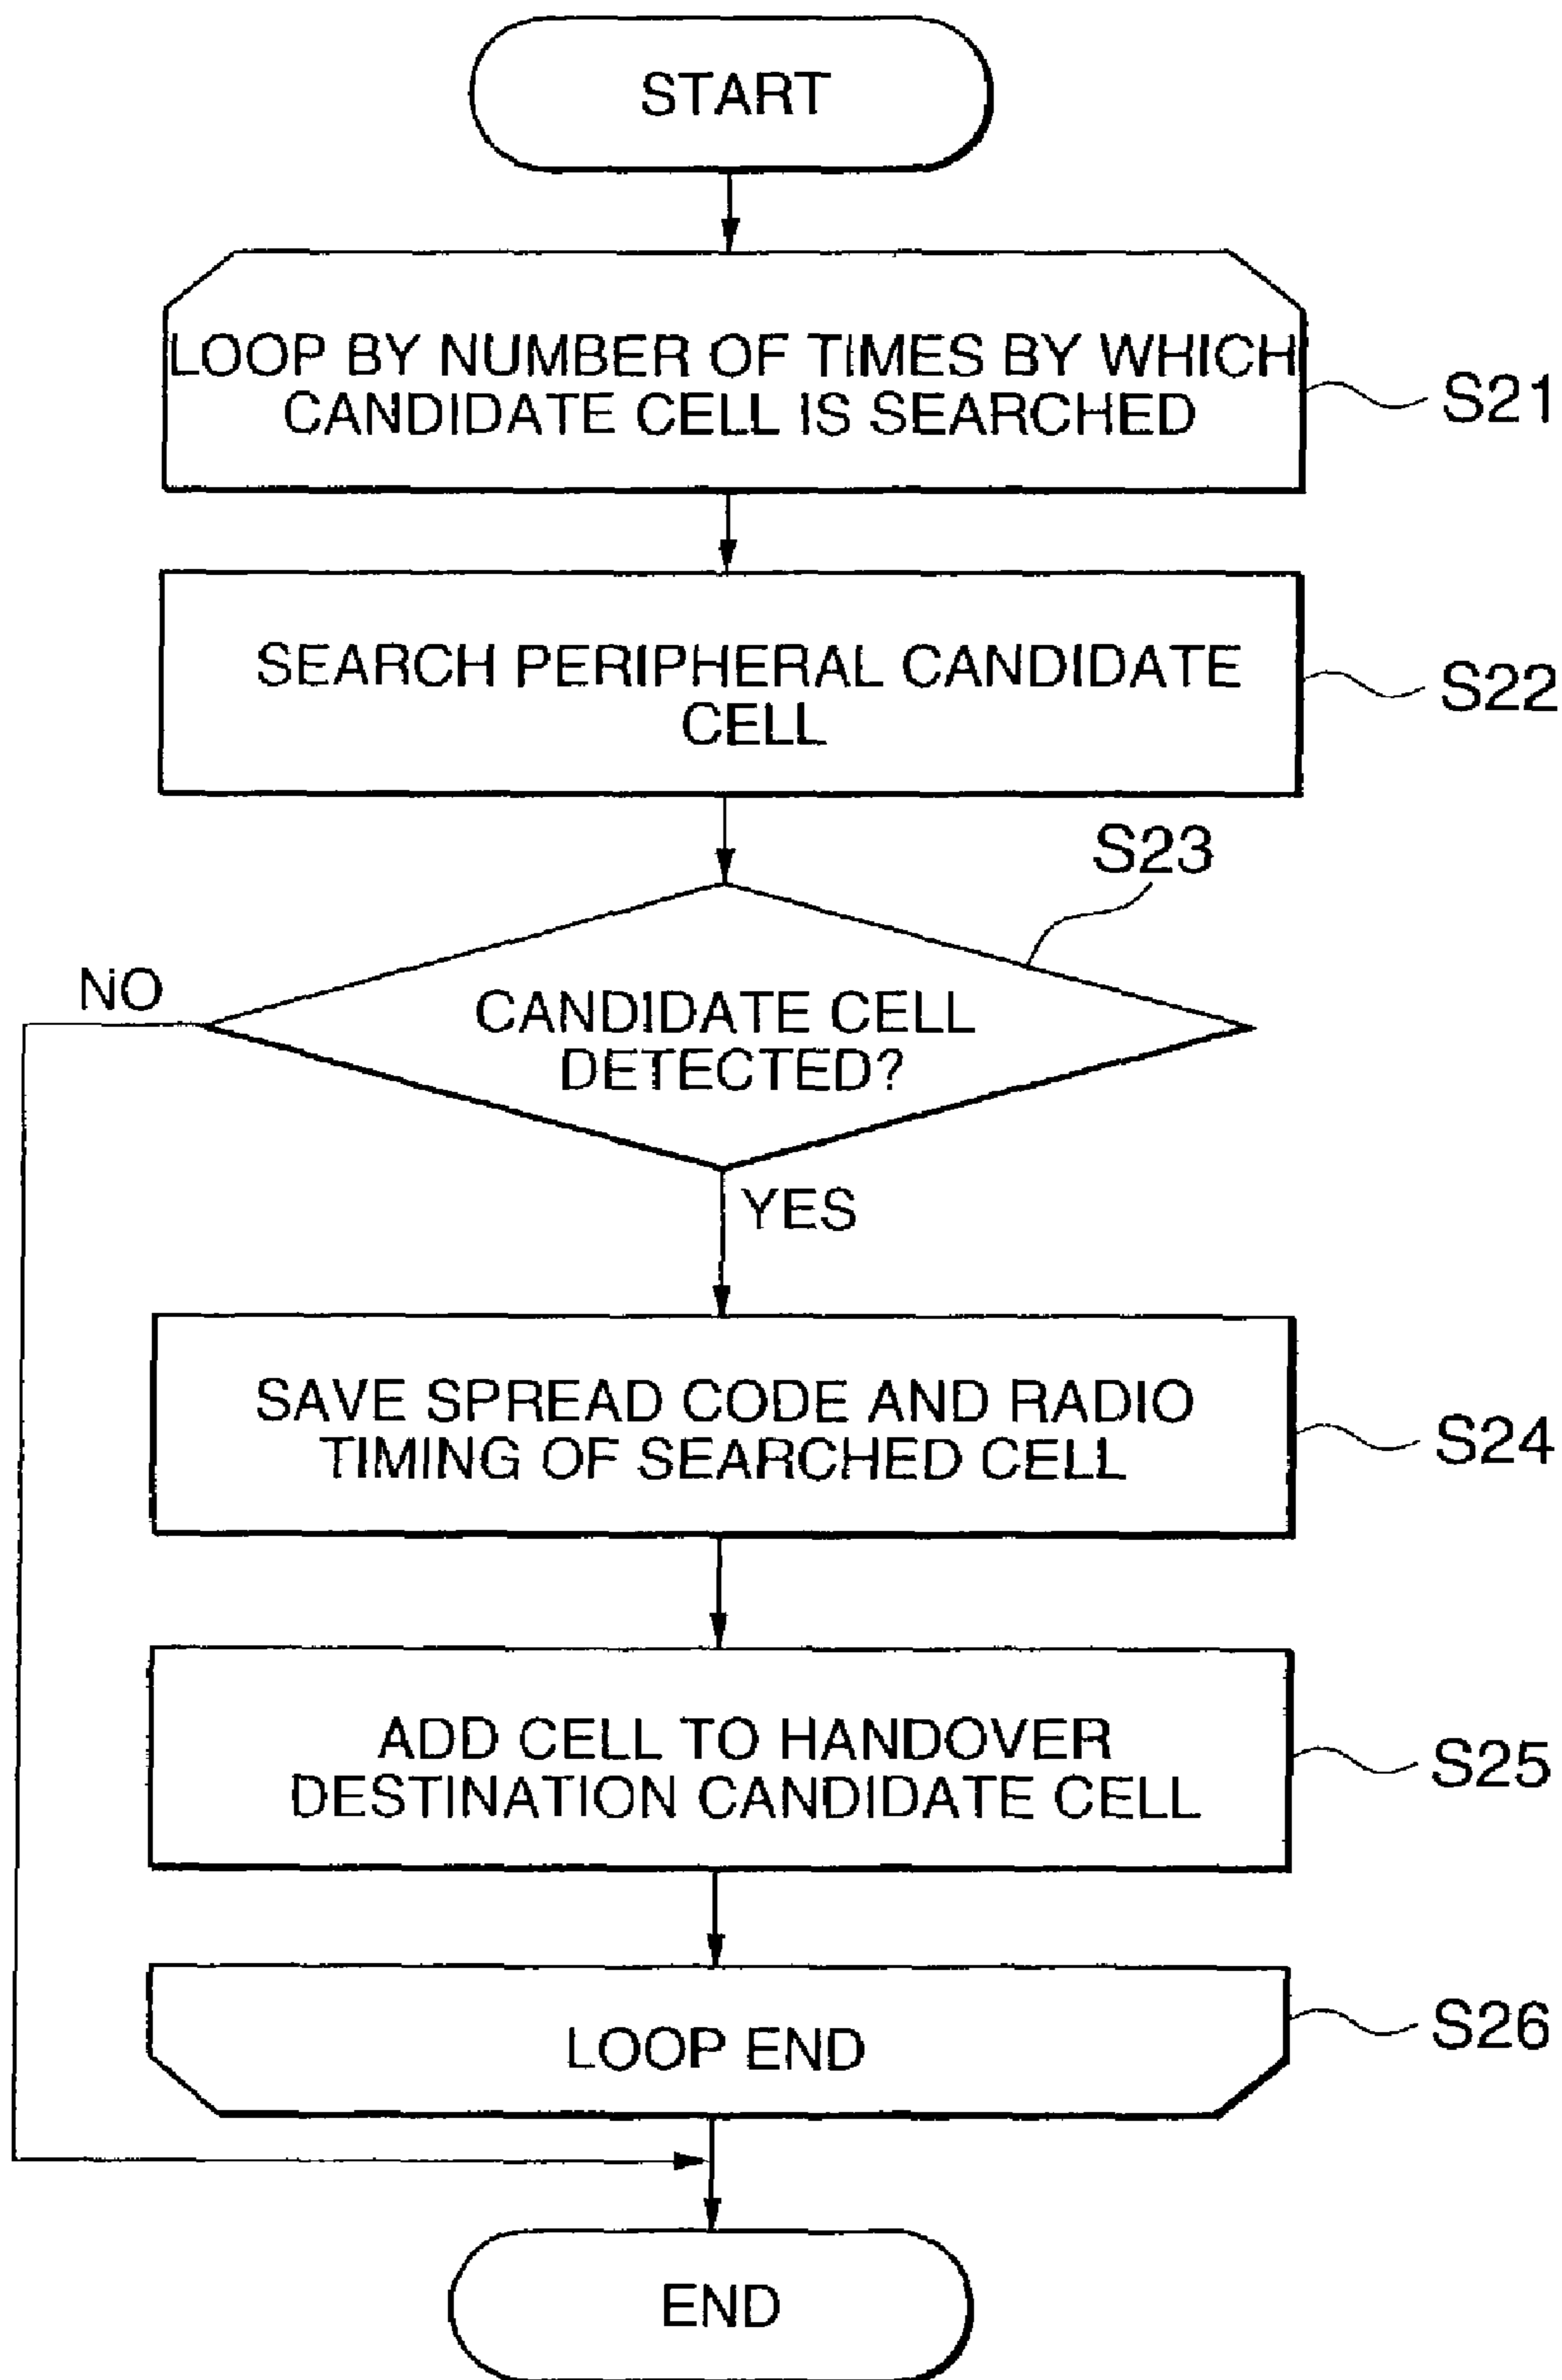 START
LOOP BY NUMBER OF TIMES BY WHICH
CANDIDATE CELL IS SEARCHED
S21
SEARCH PERIPHERAL CANDIDATE
CELL
S22
S23
NO
CANDIDATE CELL
DETECTED?
YES
SAVE SPREAD CODE AND RADIO
TIMING OF SEARCHED CELL
S24
ADD CELL TO HANDOVER
DESTINATION CANDIDATE CELL
S25
LOOP END
S26
END